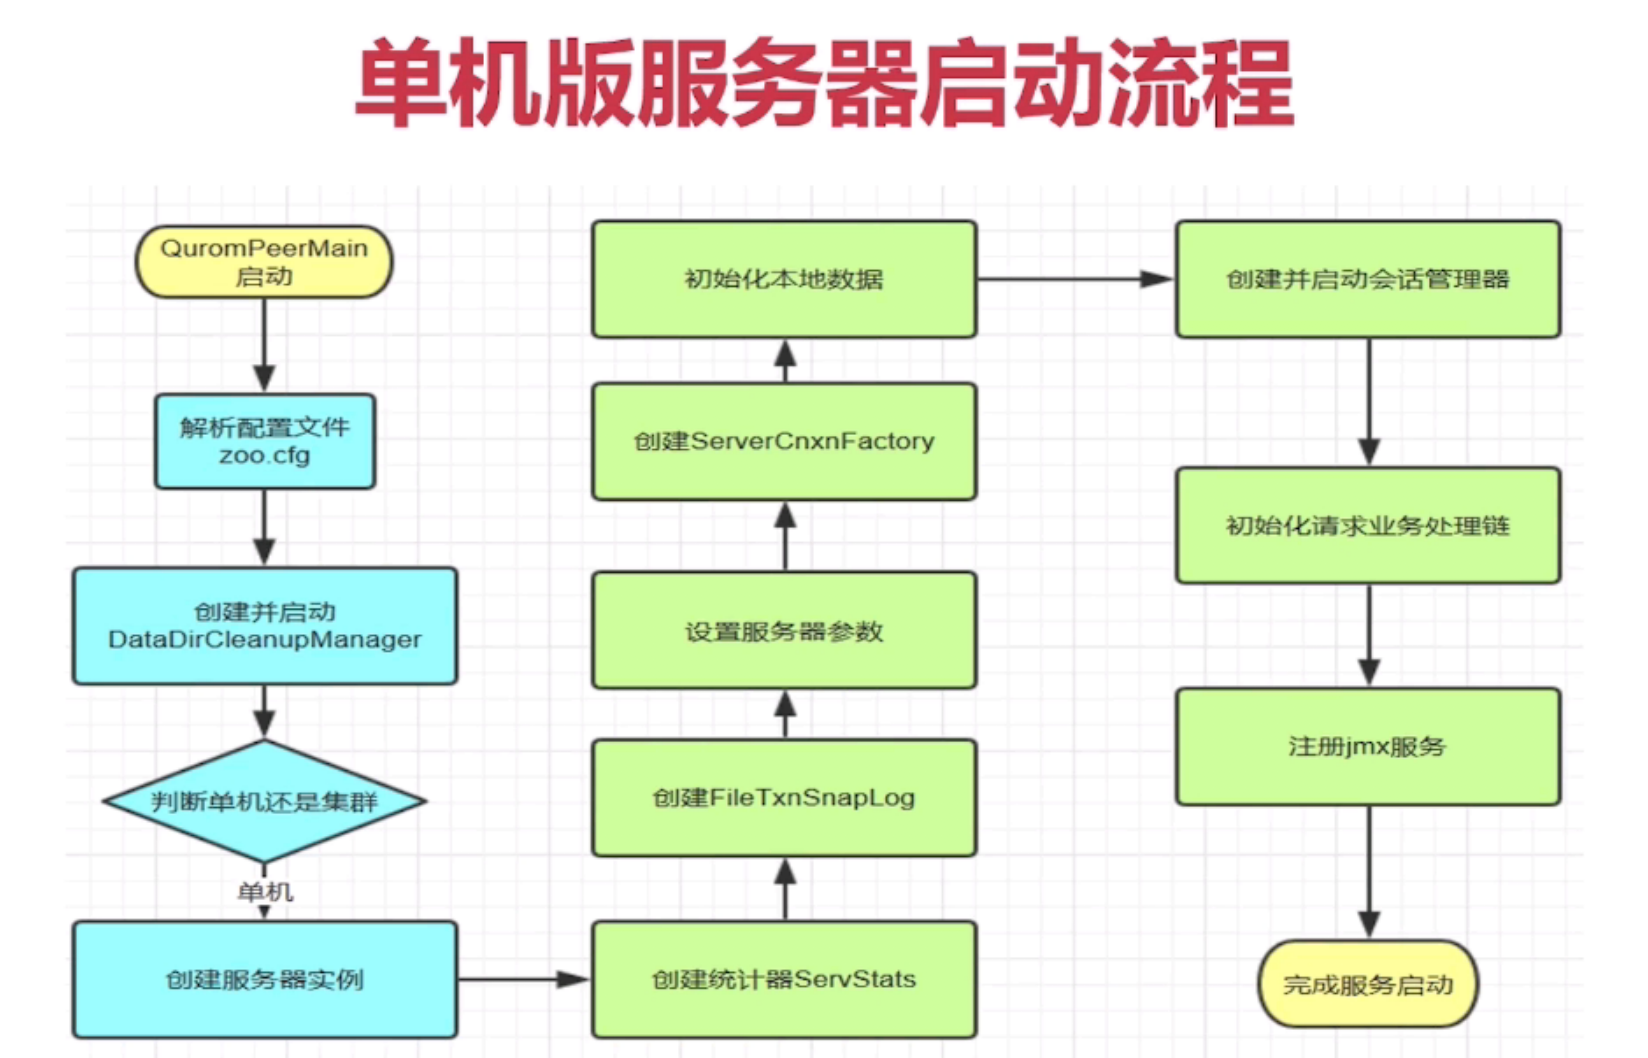 单机版服务器启动流程
QuromPeerMain
启动
解析配置文件
zoo.cfg
创建并启动
DataDirCleanupManager
判断单机还是集群
单机
创建服务器实例
创建统计器ServStats
创建FileTxnSnapLog
设置服务器参数
创建ServerCnxnFactory
初始化本地数据
创建并启动会话管理器
初始化请求业务处理链
注册jmx服务
完成服务启动